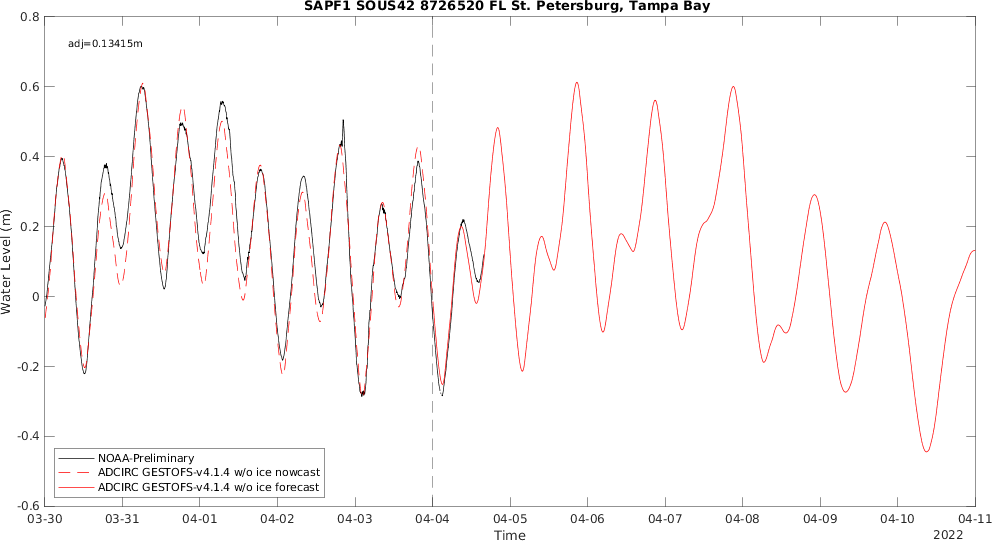 SAPF1 SOUS42 8726520 FL St. Petersburg, Tampa Bay
adj=0.13415m
0.8
0.6
0.4
0.2
0
-0.2
-0.4
-0.6
Water Level (m)
NOAA-Preliminary
ADCIRC GESTOFS-v4.1.4 w/o ice nowcast
ADCIRC GESTOFS-v4.1.4 w/o ice forecast
03-30 03-31 04-01 04-02 04-03 04-04 04-05 04-06 04-07 04-08 04-09 04-10 04-11
Time
2022